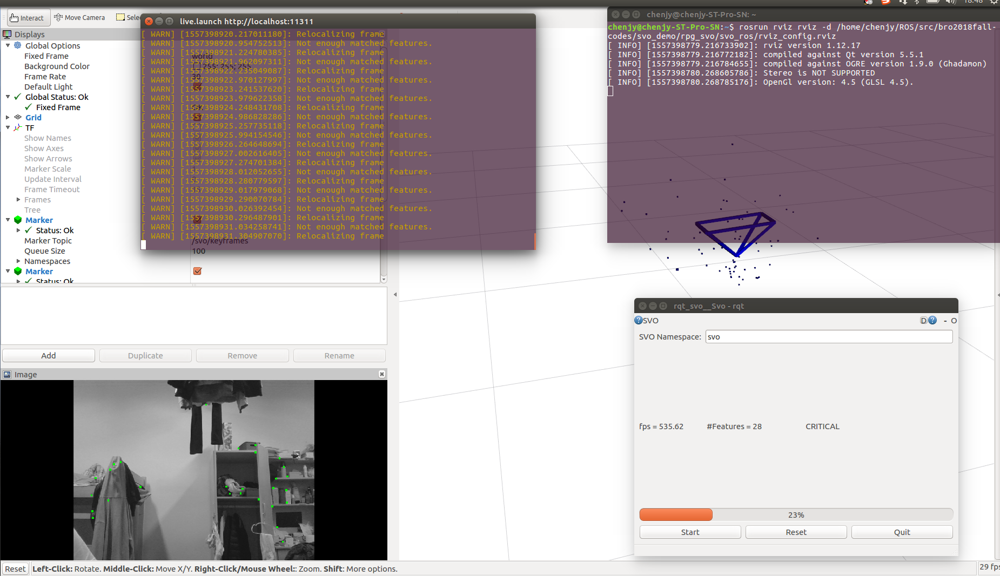 18:48
Interact
Move Camera
Selec
live.launch http://localhost:11311
chenjy@chenjy-ST-Pro-SN: ~
Displays
Global Options
Fixed Frame
world
Background Color
255; 255; 255
Frame Rate
30
Default Light
Global Status: Ok
Fixed Frame
Grid
TF
Show Names
Show Axes
Show Arrows
Marker Scale
Update Interval
Frame Timeout
Frames
Tree
Marker
Status: Ok
Marker Topic
/svo/keyframes
Queue Size
100
Namespaces
Marker
Status: Ok
[ WARN] [1557398920.217011180]: Relocalizing frame
[ WARN] [1557398920.954752513]: Not enough matched features.
[ WARN] [1557398921.224780385]: Relocalizing frame
[ WARN] [1557398921.962097311]: Not enough matched features.
[ WARN] [1557398922.235049087]: Relocalizing frame
[ WARN] [1557398922.970127997]: Not enough matched features.
[ WARN] [1557398923.241537620]: Relocalizing frame
[ WARN] [1557398923.979622358]: Not enough matched features.
[ WARN] [1557398924.248431708]: Relocalizing frame
[ WARN] [1557398924.986828286]: Not enough matched features.
[ WARN] [1557398925.257735118]: Relocalizing frame
[ WARN] [1557398925.994154546]: Not enough matched features.
[ WARN] [1557398926.264648694]: Relocalizing frame
[ WARN] [1557398927.002616405]: Not enough matched features.
[ WARN] [1557398927.274701384]: Relocalizing frame
[ WARN] [1557398928.012052655]: Not enough matched features.
[ WARN] [1557398928.280779597]: Relocalizing frame
[ WARN] [1557398929.017979068]: Not enough matched features.
[ WARN] [1557398929.290070784]: Relocalizing frame
[ WARN] [1557398930.026392454]: Not enough matched features.
[ WARN] [1557398930.296487901]: Relocalizing frame
[ WARN] [1557398931.034258741]: Not enough matched features.
[ WARN] [1557398931.304907070]: Relocalizing frame
chenjy@chenjy-ST-Pro-SN:~$ rosrun rviz rviz -d /home/chenjy/ROS/src/bro2018fall-
codes/svo_demo/rpg_svo/svo_ros/rviz_config.rviz
[ INFO] [1557398779.216733902]: rviz version 1.12.17
[ INFO] [1557398779.216772182]: compiled against Qt version 5.5.1
[ INFO] [1557398779.216784655]: compiled against OGRE version 1.9.0 (Ghadamon)
[ INFO] [1557398780.268605786]: Stereo is NOT SUPPORTED
[ INFO] [1557398780.268785176]: OpenGl version: 4.5 (GLSL 4.5).
Add
Duplicate
Remove
Rename
Image
rqt_svo__Svo - rqt
SVO
D
- O
SVO Namespace:
svo
fps = 535.62
#Features = 28
CRITICAL
23%
Start
Reset
Quit
Reset
Left-Click: Rotate. Middle-Click: Move X/Y. Right-Click/Mouse Wheel:: Zoom. Shift: More options.
29 fps